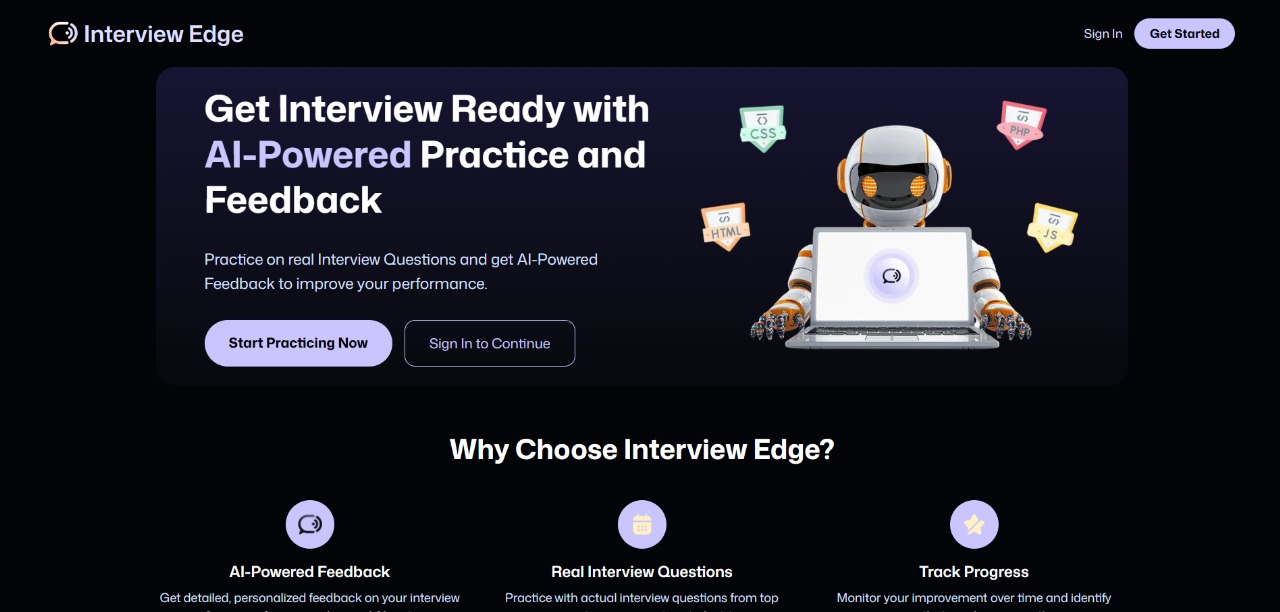 Interview Edge
Sign In
Get Started
Get Interview Ready with
AI-Powered Practice and
Feedback
Practice on real Interview Questions and get AI-Powered
Feedback to improve your performance.
Start Practicing Now
Sign In to Continue
CSS
PHP
HTML
JS
Why Choose Interview Edge?
AI-Powered Feedback
Real Interview Questions
Track Progress
Get detailed, personalized feedback on your interview
Practice with actual interview questions from top
Monitor your improvement over time and identify